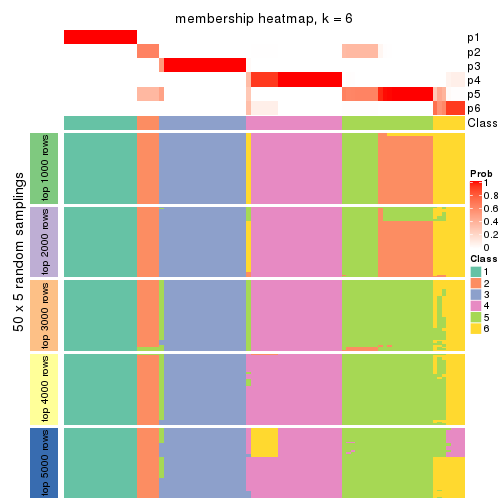 membership heatmap, k = 6
p1
p2
p3
p4
p5
p6
Class
50 x 5 random samplings
top 1000 rows
top 2000 rows
top 3000 rows
top 4000 rows
top 5000 rows
Prob
1
0.8
0.6
0.4
0.2
0
Class
1
2
3
4
5
6